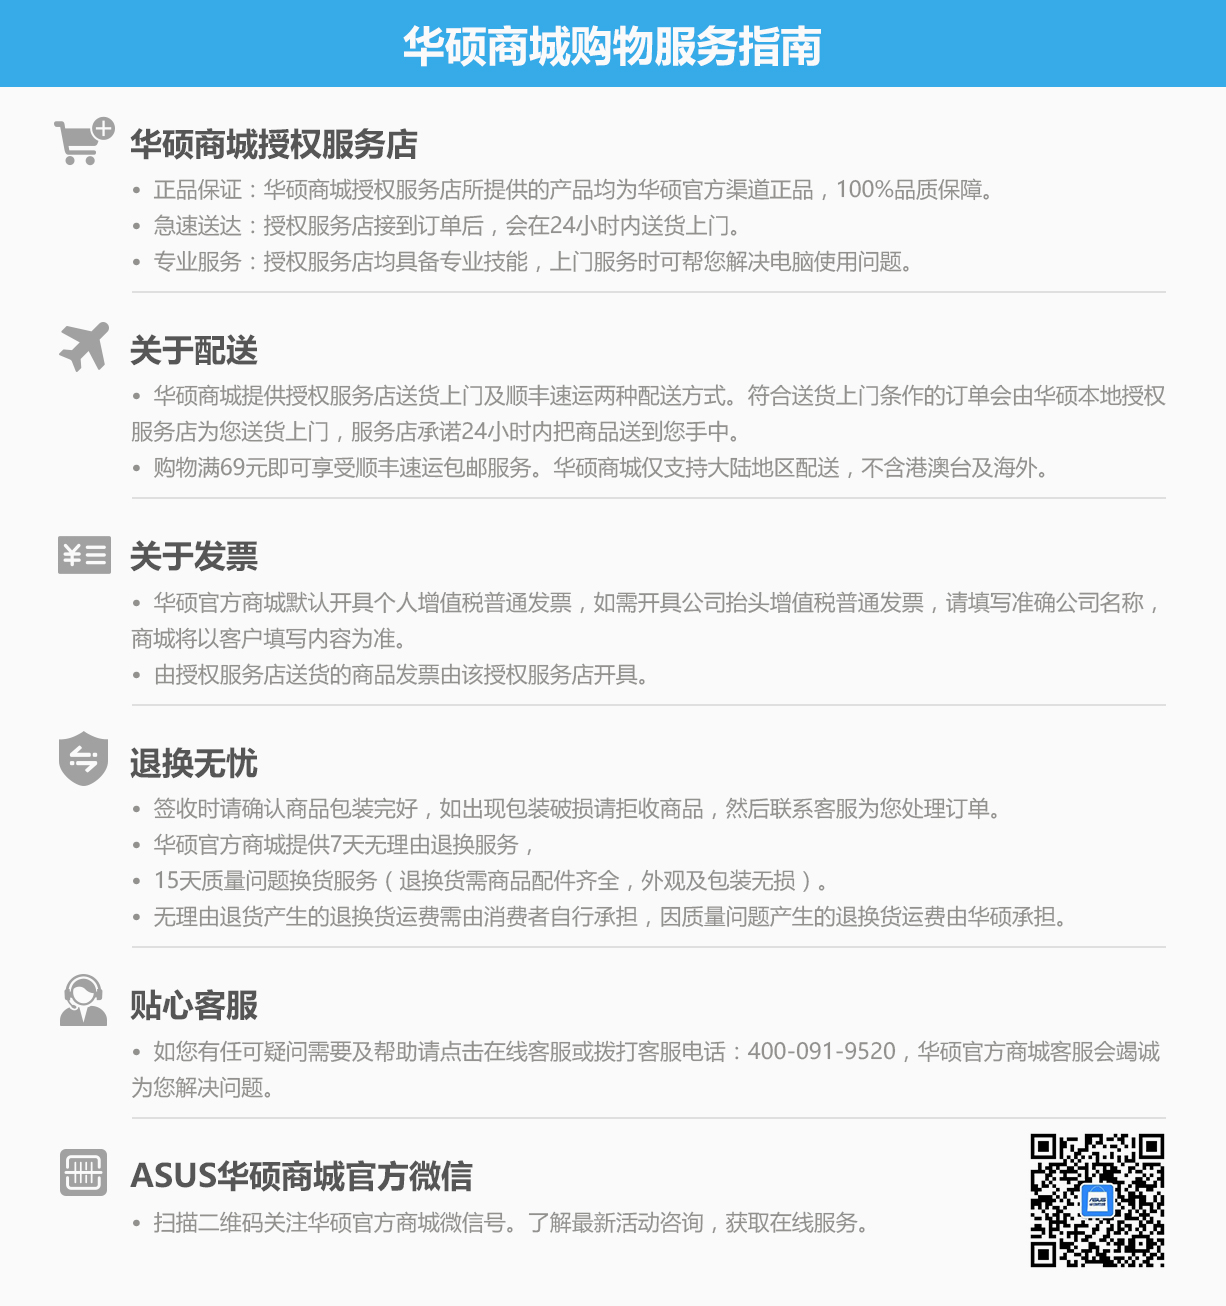 华硕商城购物服务指南
华硕商城授权服务店
• 正品保证：华硕商城授权服务店所提供的产品均为华硕官方渠道正品，100%品质保障。
• 急速送达：授权服务店接到订单后，会在24小时内送货上门。
• 专业服务：授权服务店均具备专业技能，上门服务时可帮您解决电脑使用问题。
关于配送
• 华硕商城提供授权服务店送货上门及顺丰速运两种配送方式。符合送货上门条作的订单会由华硕本地授权
服务店为您送货上门，服务店承诺24小时内把商品送到您手中。
• 购物满69元即可享受顺丰速运包邮服务。华硕商城仅支持大陆地区配送，不含港澳台及海外。
关于发票
• 华硕官方商城默认开具个人增值税普通发票，如需开具公司抬头增值税普通发票，请填写准确公司名称，
商城将以客户填写内容为准。
• 由授权服务店送货的商品发票由该授权服务店开具。
退换无忧
• 签收时请确认商品包装完好，如出现包装破损请拒收商品，然后联系客服为您处理订单。
• 华硕官方商城提供7天无理由退换服务，
• 15天质量问题换货服务（退换货需商品配件齐全，外观及包装无损）。
• 无理由退货产生的退换货运费需由消费者自行承担，因质量问题产生的退换货运费由华硕承担。
贴心客服
• 如您有任可疑问需要及帮助请点击在线客服或拨打客服电话：400-091-9520，华硕官方商城客服会竭诚
为您解决问题。
ASUS华硕商城官方微信
• 扫描二维码关注华硕官方商城微信号。了解最新活动咨询，获取在线服务。